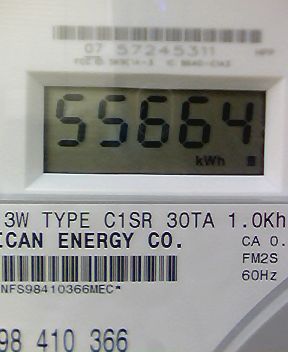 07 57245311
55664
kWh
3W TYPE C1SR 30TA 1.0Kh
ICAN ENERGY CO.
CA 0.
FM2S
60Hz
NFS98410366MEC*
98 410 366